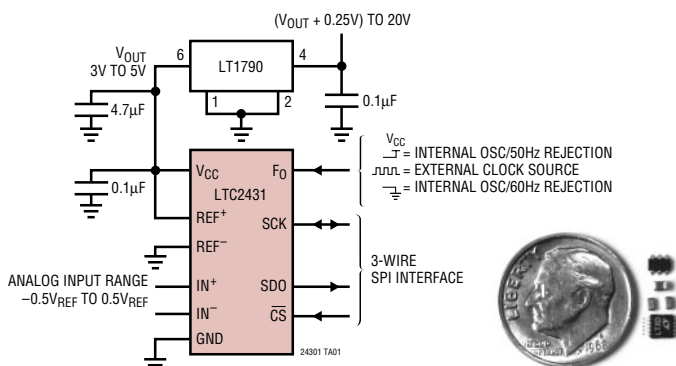 (VOUT + 0.25V) TO 20V
VOUT
3V TO 5V
6
LT1790
4
1
2
4.7µF
0.1µF
0.1µF
VCC
FO
LTC2431
REF+
SCK
REF−
IN+
SDO
IN−
CS
GND
ANALOG INPUT RANGE
−0.5VREF TO 0.5VREF
VCC
= INTERNAL OSC/50Hz REJECTION
= EXTERNAL CLOCK SOURCE
= INTERNAL OSC/60Hz REJECTION
3-WIRE
SPI INTERFACE
24301 TA01
LIBERTY